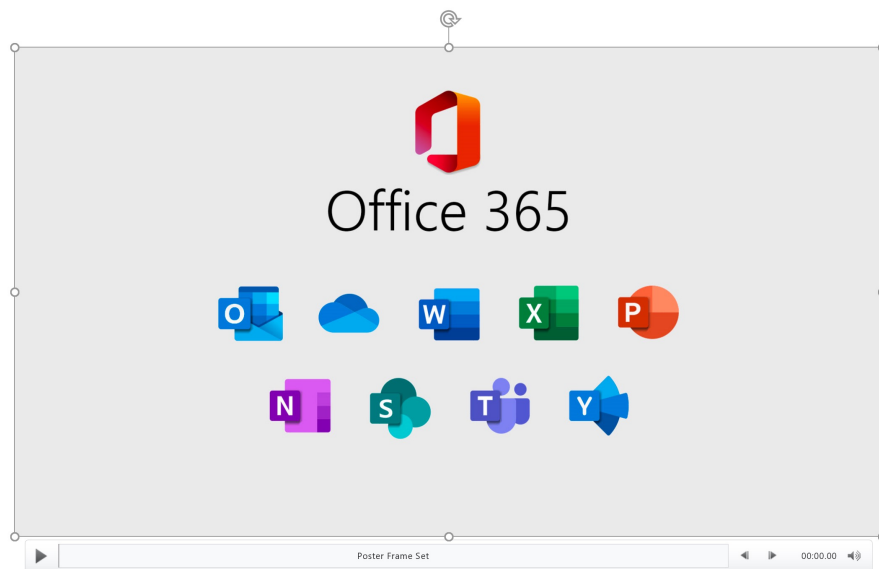 Office 365
O W X P
N S T Y
Poster Frame Set
00:00.00